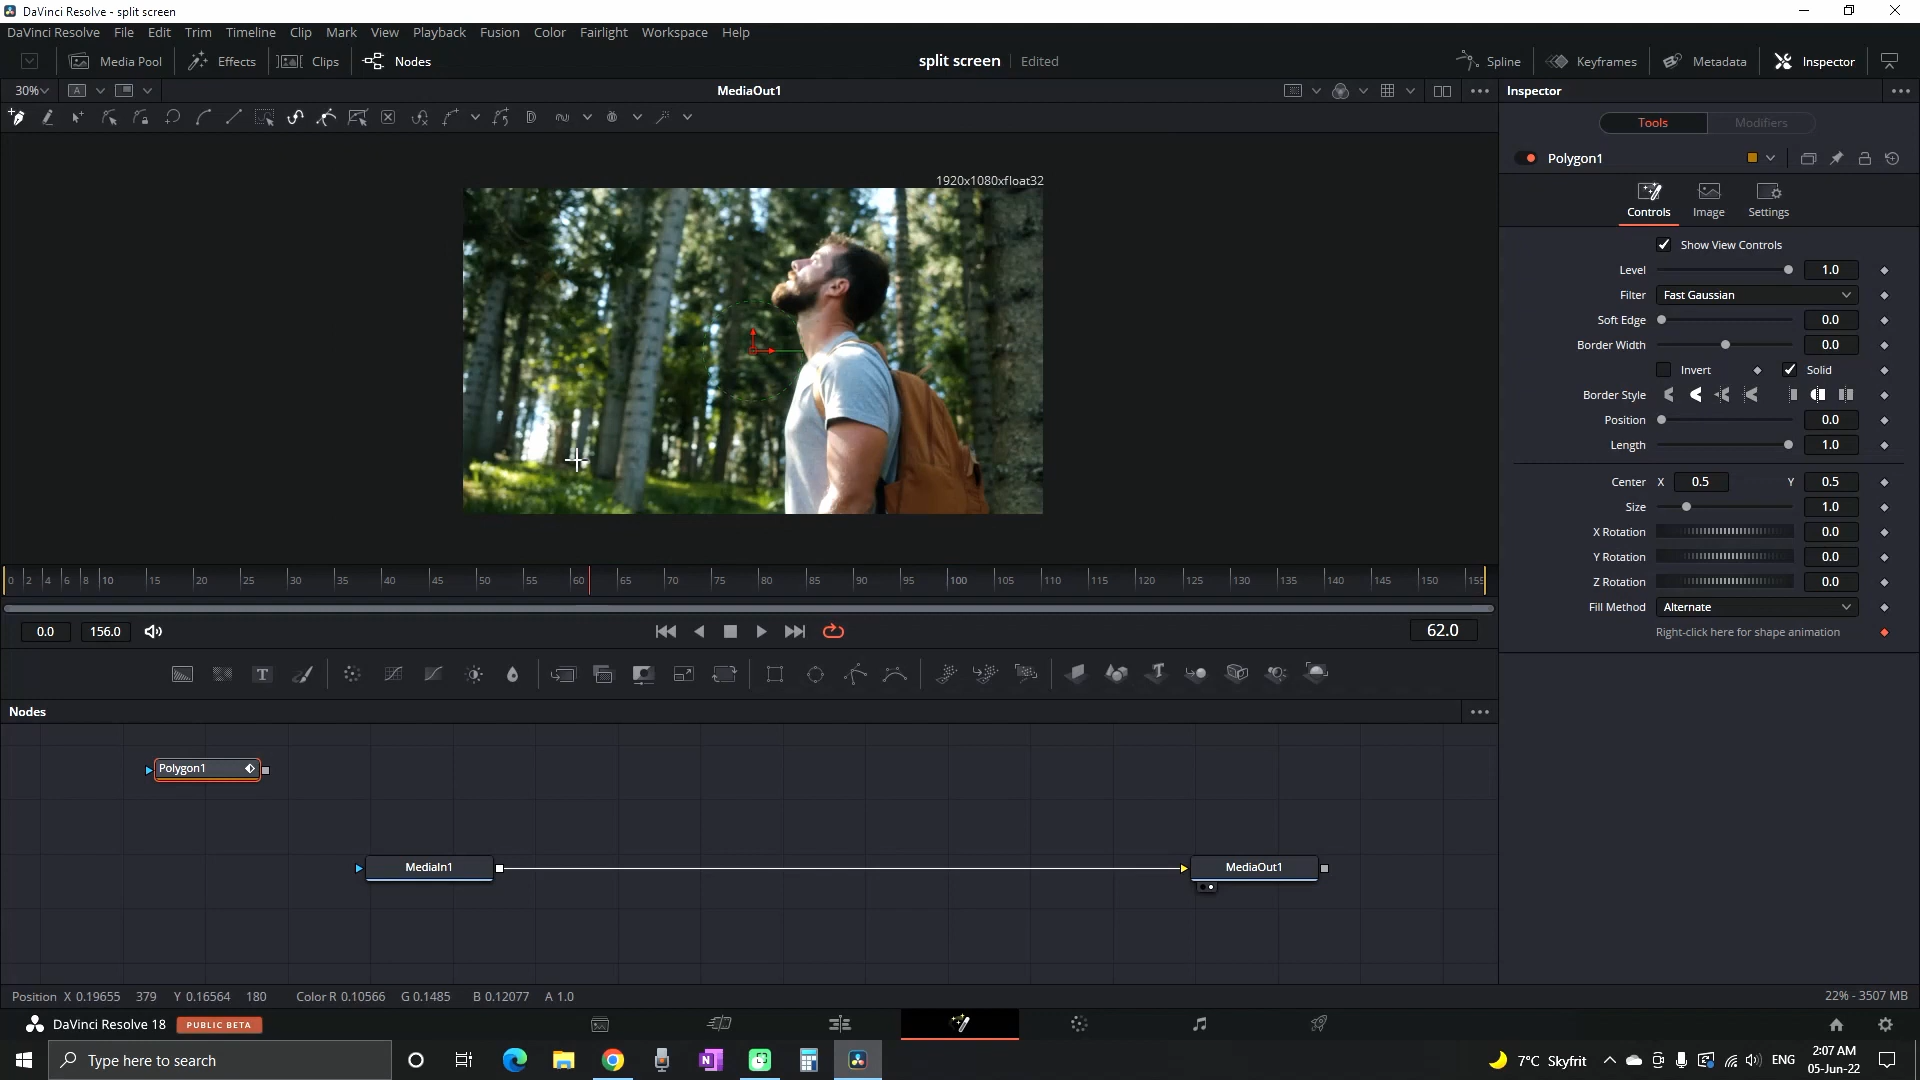 DaVinci Resolve - split screen
DaVinci Resolve File Edit Trim Timeline Clip Mark View Playback Fusion Color Fairlight Workspace Help
Media Pool Effects Clips Nodes split screen Edited Spline Keyframes Metadata Inspector
30% A MediaOut1 Inspector
Tools Modifiers
Polygon1
1920x1080xfloat32
Controls Image Settings
Show View Controls
Level 1.0
Filter Fast Gaussian
Soft Edge 0.0
Border Width 0.0
Invert Solid
Border Style
Position 0.0
Length 1.0
Center X 0.5 Y 0.5
Size 1.0
X Rotation 0.0
Y Rotation 0.0
Z Rotation 0.0
Fill Method Alternate
Right-click here for shape animation
0 2 4 6 8 10 15 20 25 30 35 40 45 50 55 60 65 70 75 80 85 90 95 100 105 110 115 120 125 130 135 140 145 150 155
0.0 156.0 62.0
T T
Nodes
Polygon1
MediaIn1 MediaOut1
Position X 0.19655 379 Y 0.16564 180 Color R 0.10566 G 0.1485 B 0.12077 A 1.0 22% - 3507 MB
DaVinci Resolve 18 PUBLIC BETA
Type here to search 7°C Skyfrit ENG 2:07 AM
05-Jun-22